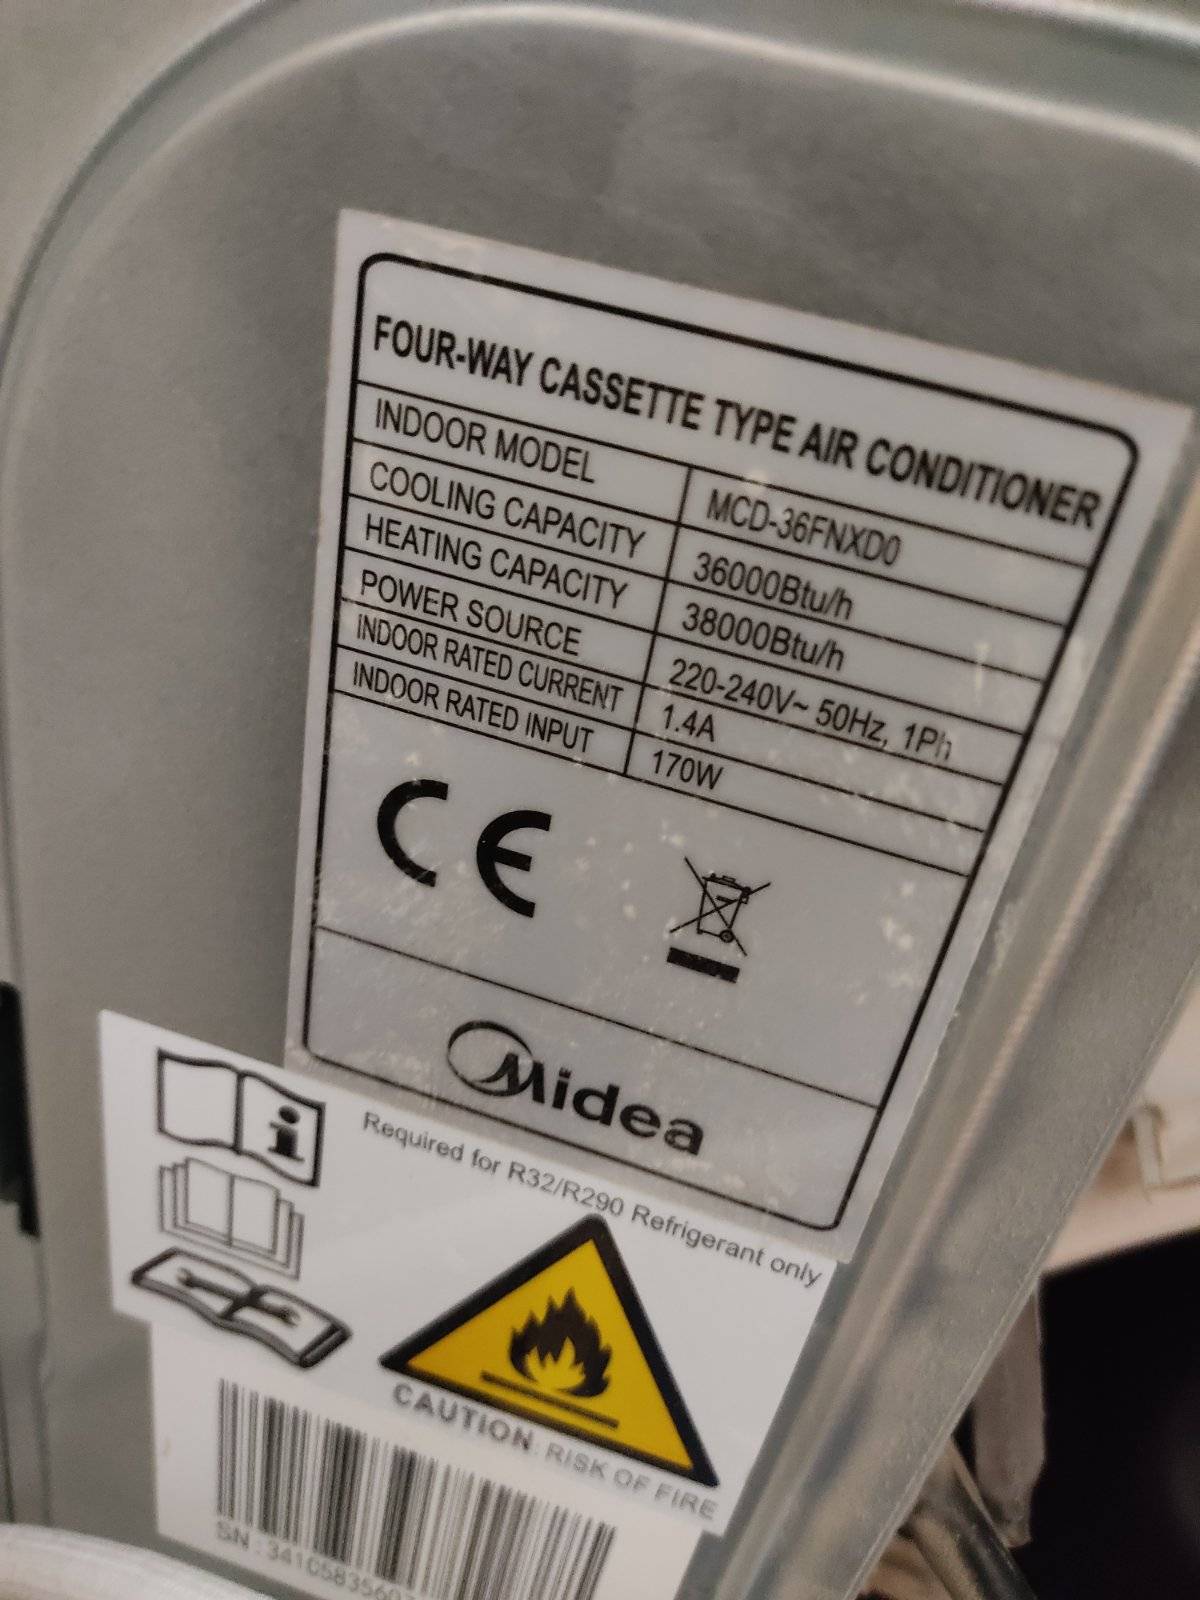 FOUR-WAY CASSETTE TYPE AIR CONDITIONER
INDOOR MODEL MCD-36FNXD0
COOLING CAPACITY 36000Btu/h
HEATING CAPACITY 38000Btu/h
POWER SOURCE 220-240V~ 50Hz, 1Ph
INDOOR RATED CURRENT 1.4A
INDOOR RATED INPUT 170W
CE
Midea
Required for R32/R290 Refrigerant only
CAUTION: RISK OF FIRE
SN: